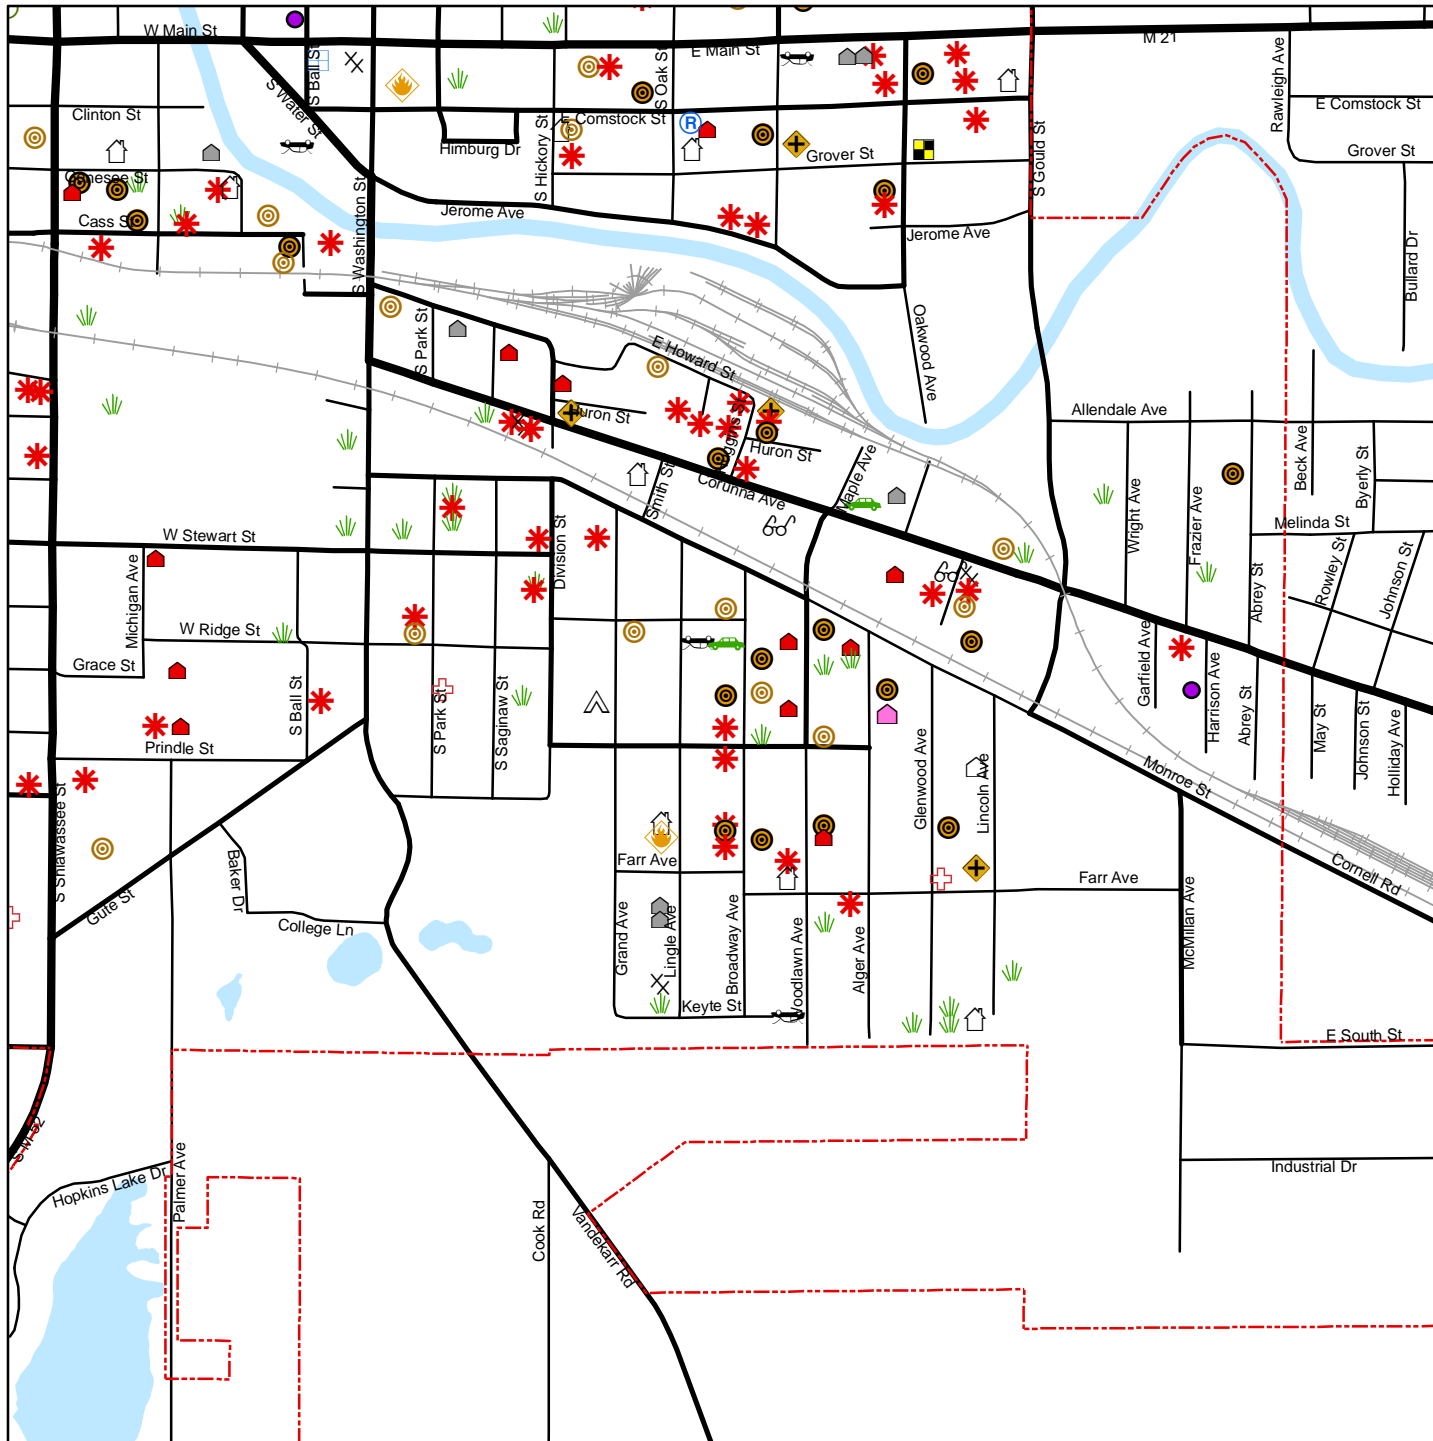 W Main St
S Ball St
E Main St
M 21
S Oak St
S Water St
Rawleigh Ave
E Comstock St
Clinton St
E Comstock St
S Hickory St
Himburg Dr
Grover St
S Gould St
Grover St
Genesee St
S Washington St
Jerome Ave
Cass St
Jerome Ave
Bullard Dr
S Park St
E Howard St
Oakwood Ave
Huron St
Allendale Ave
Huron St
Maple Ave
Smith St
Corunna Ave
Beck Ave
Byerly St
Wright Ave
Frazier Ave
Melinda St
W Stewart St
Division St
Abrey St
Rowley St
Johnson St
Michigan Ave
W Ridge St
Grace St
S Ball St
S Park St
S Saginaw St
Garfield Ave
Harrison Ave
Abrey St
May St
Johnson St
Holliday Ave
Prindle St
Glenwood Ave
Lincoln Ave
Monroe St
S Shiawassee St
Baker Dr
Gute St
College Ln
Farr Ave
Farr Ave
Cornell Rd
Grand Ave
Lingle Ave
Broadway Ave
Woodlawn Ave
Alger Ave
McMillan Ave
Keyte St
E South St
S M 52
Hopkins Lake Dr
Palmer Ave
Cook Rd
Vandekarr Rd
Industrial Dr
R